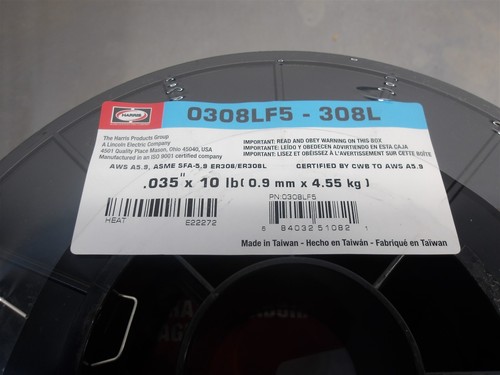 HARRIS
0308LF5 - 308L
The Harris Products Group
A Lincoln Electric Company
4501 Quality Place Mason, Ohio 45040, USA
Manufactured in an ISO 9001 certified company
IMPORTANT: READ AND OBEY WARNING ON THIS BOX
IMPORTANT: LEÍDO Y OBEDECEN ADVIRTIENDO EN ESTA CAJA
IMPORTANT: LISEZ ET OBÉISSEZ À L'AVERTISSEMENT SUR CETTE BOÎTE
AWS A5.9, ASME SFA-5.9 ER308/ER308L
CERTIFIED BY CWB TO AWS A5.9
.035" x 10 lb( 0.9 mm x 4.55 kg )
PN:0308LF5
HEAT E22272
6 84032 51082 1
Made in Taiwan - Hecho en Taiwán - Fabriqué en Taïwan